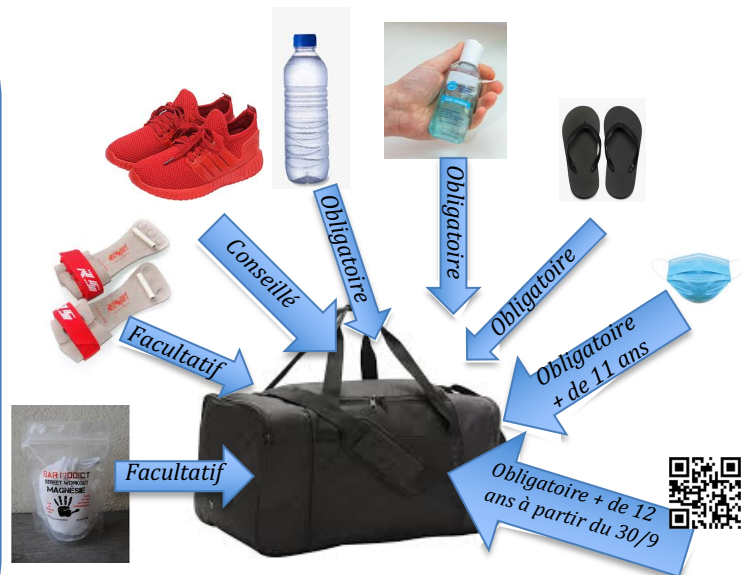 Obligatoire
Obligatoire
Conseillé
Obligatoire
Facultatif
Obligatoire
+ de 11 ans
BAR ADDICT
STREET WORKOUT
MAGNÉSIE
Facultatif
Obligatoire + de 12
ans à partir du 30/9